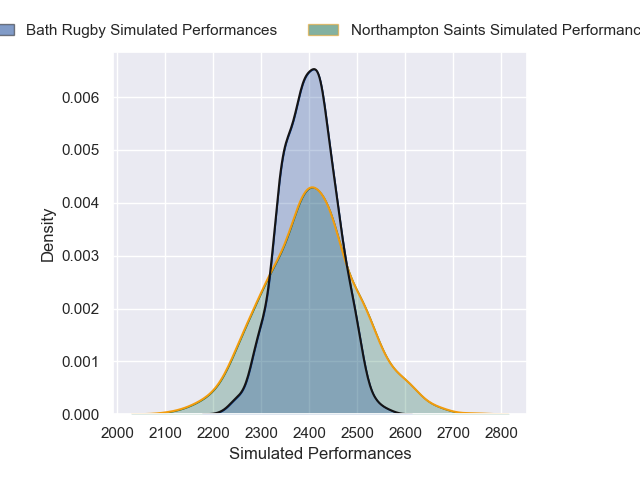 Bath Rugby Simulated Performances Northampton Saints Simulated
0.006
0.005
0.004
0.003
0.002
0.001
0.000
Density
2000 2100 2200 2300 2400 2500 2600 2700 2800
Simulated Performances